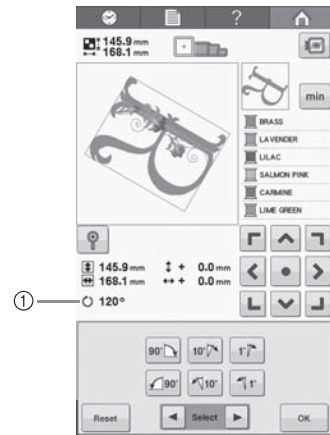 ?
145.9 mm
168.1 mm
min
BRASS
LAVENDER
LILAC
SALMON PINK
CARMINE
LIME GREEN
145.9 mm + 0.0 mm
168.1 mm + 0.0 mm
① 120°
90° 10° 1°
90° 10° 1°
Reset Select OK